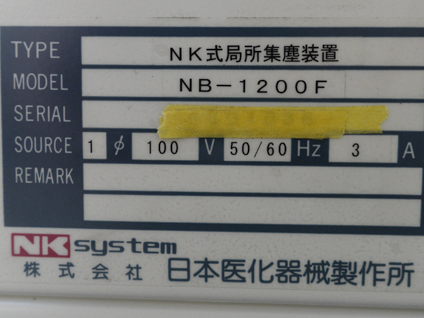 TYPE NK式局所集塵装置
MODEL NB-1200F
SERIAL
SOURCE 1 φ 100 V 50/60 Hz 3 A
REMARK
NK system
株式会社 日本医化器械製作所